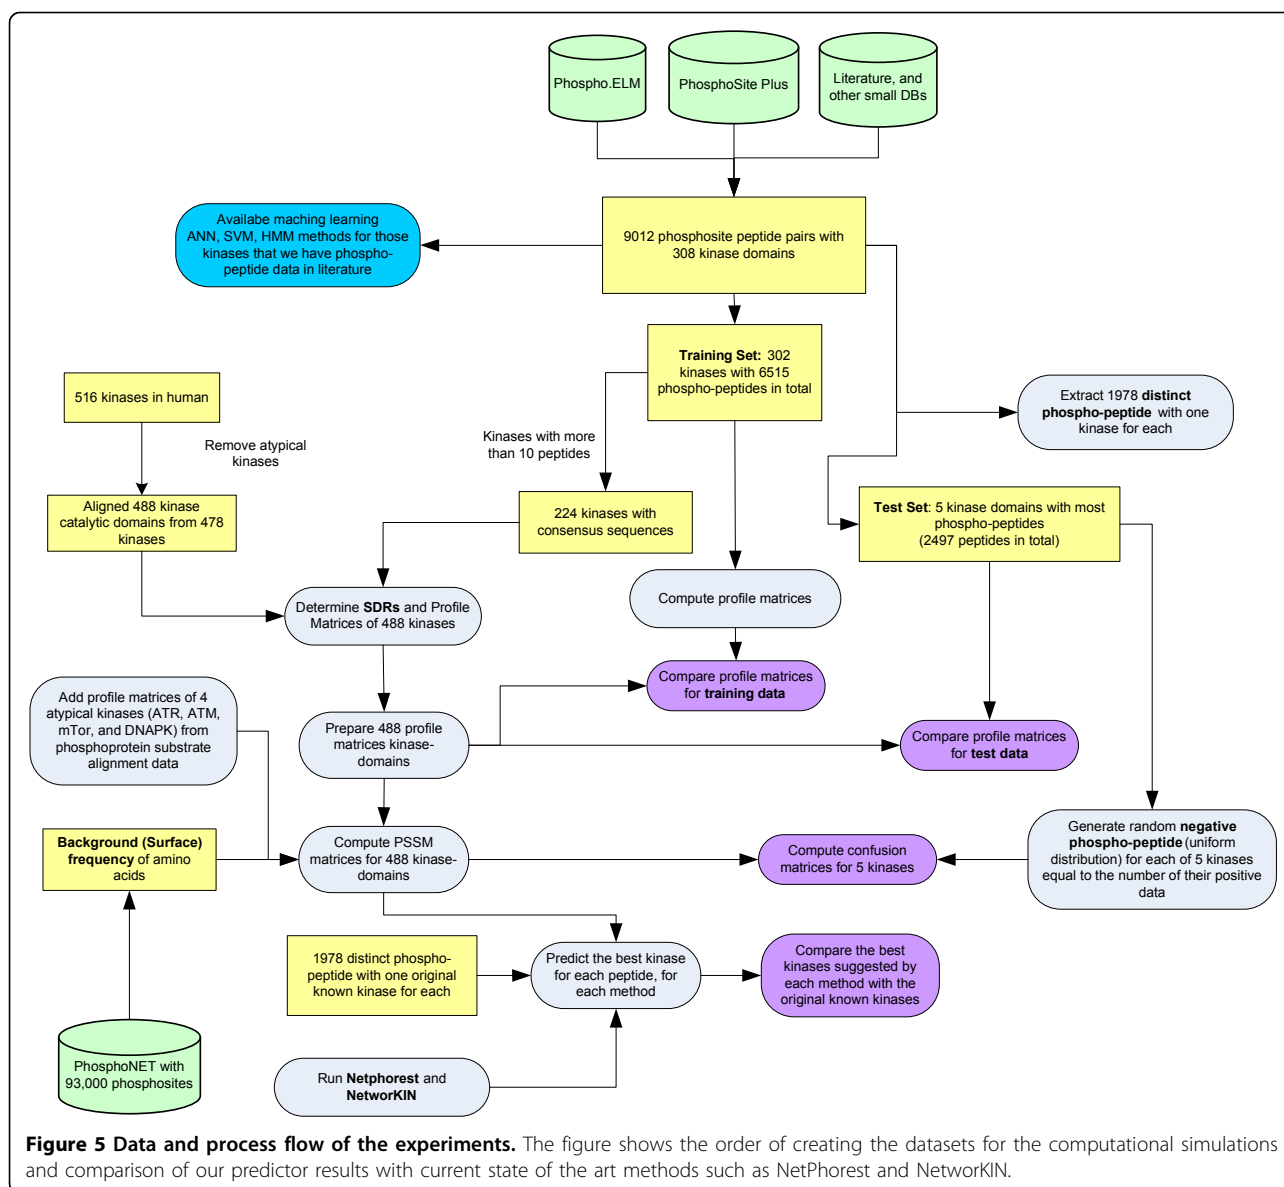 Phospho.ELM
PhosphoSite Plus
Literature, and
other small DBs
Availabe maching learning
ANN, SVM, HMM methods for those
kinases that we have phospho-
peptide data in literature
9012 phosphosite peptide pairs with
308 kinase domains
Training Set: 302
kinases with 6515
phospho-peptides in total
516 kinases in human
Extract 1978 distinct
phospho-peptide with one
kinase for each
Remove atypical
kinases
Kinases with more
than 10 peptides
Aligned 488 kinase
catalytic domains from 478
kinases
224 kinases with
consensus sequences
Test Set: 5 kinase domains with most
phospho-peptides
(2497 peptides in total)
Determine SDRs and Profile
Matrices of 488 kinases
Compute profile matrices
Compare profile matrices
for training data
Add profile matrices of 4
atypical kinases (ATR, ATM,
mTor, and DNAPK) from
phosphoprotein substrate
alignment data
Prepare 488 profile
matrices kinase-
domains
Compare profile matrices
for test data
Background (Surface)
frequency of amino
acids
Compute PSSM
matrices for 488 kinase-
domains
Compute confusion
matrices for 5 kinases
Generate random negative
phospho-peptide (uniform
distribution) for each of 5 kinases
equal to the number of their positive
data
1978 distinct phospho-
peptide with one original
known kinase for each
Predict the best kinase
for each peptide, for
each method
Compare the best
kinases suggested by
each method with the
original known kinases
PhosphoNET with
93,000 phosphosites
Run Netphorest and
NetworKIN
Figure 5 Data and process flow of the experiments. The figure shows the order of creating the datasets for the computational simulations
and comparison of our predictor results with current state of the art methods such as NetPhorest and NetworKIN.